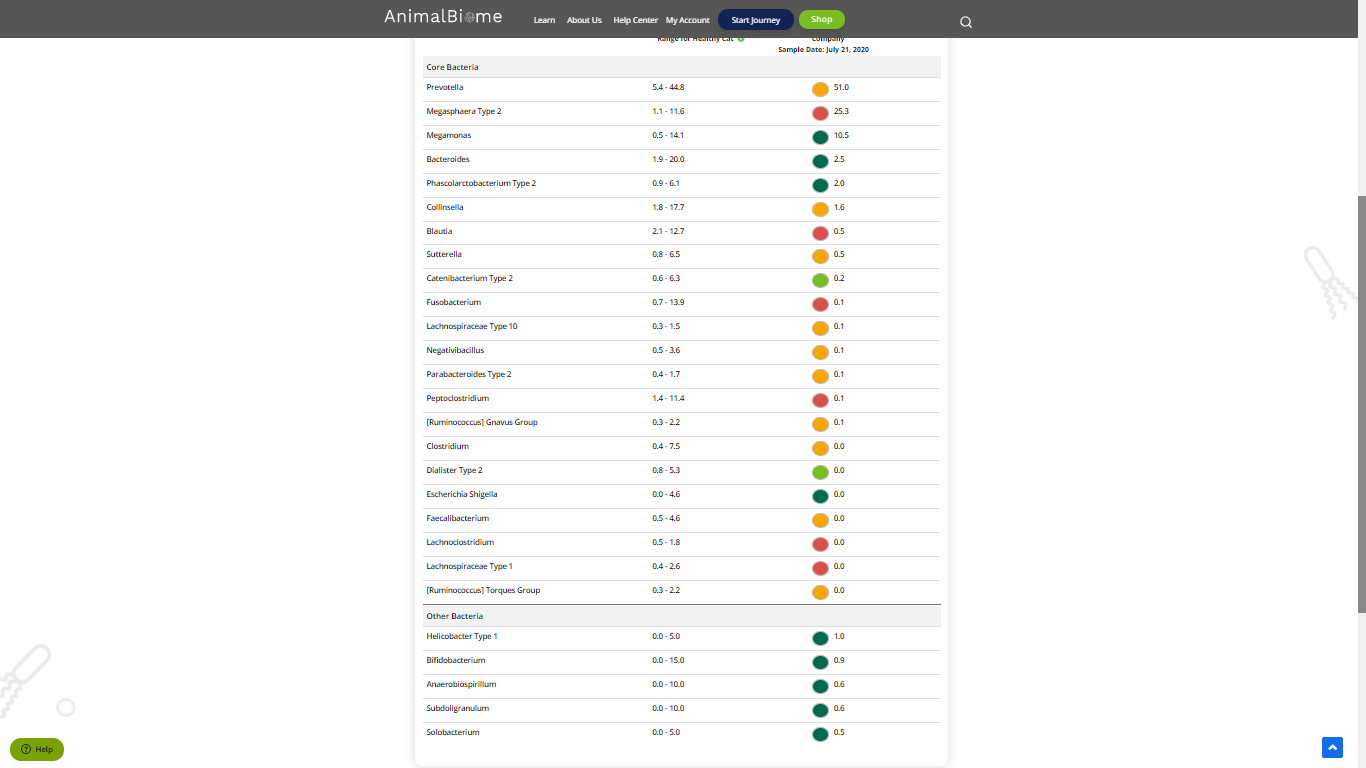 AnimalBiome
Learn About Us Help Center My Account Start Journey Shop
Range for Healthy Cat Company
Sample Date: July 21, 2020
Core Bacteria
Prevotella 5.4 - 44.8 51.0
Megasphaera Type 2 1.1 - 11.6 25.3
Megamonas 0.5 - 14.1 10.5
Bacteroides 1.9 - 20.0 2.5
Phascolarctobacterium Type 2 0.9 - 6.1 2.0
Collinsella 1.8 - 17.7 1.6
Blautia 2.1 - 12.7 0.5
Sutterella 0.8 - 6.5 0.5
Catenibacterium Type 2 0.6 - 6.3 0.2
Fusobacterium 0.7 - 13.9 0.1
Lachnospiraceae Type 10 0.3 - 1.5 0.1
Negativibacillus 0.5 - 3.6 0.1
Parabacteroides Type 2 0.4 - 1.7 0.1
Peptoclostridium 1.4 - 11.4 0.1
[Ruminococcus] Gnavus Group 0.3 - 2.2 0.1
Clostridium 0.4 - 7.5 0.0
Dialister Type 2 0.8 - 5.3 0.0
Escherichia Shigella 0.0 - 4.6 0.0
Faecalibacterium 0.5 - 4.6 0.0
Lachnoclostridium 0.5 - 1.8 0.0
Lachnospiraceae Type 1 0.4 - 2.6 0.0
[Ruminococcus] Torques Group 0.3 - 2.2 0.0
Other Bacteria
Helicobacter Type 1 0.0 - 5.0 1.0
Bifidobacterium 0.0 - 15.0 0.9
Anaerobiospirillum 0.0 - 10.0 0.6
Subdoligranulum 0.0 - 10.0 0.6
Solobacterium 0.0 - 5.0 0.5
Help